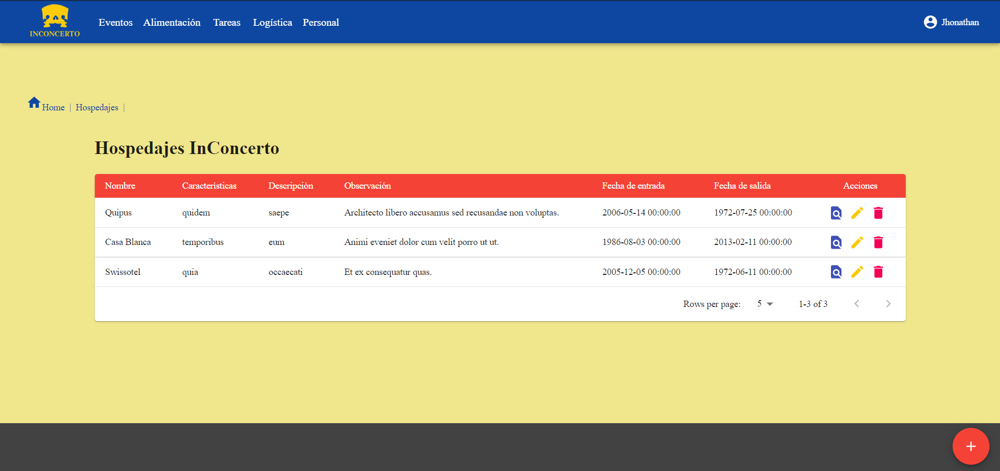 INCONCERTO
Eventos Alimentación Tareas Logística Personal
Jhonathan
Home | Hospedajes |
Hospedajes InConcerto
Nombre Características Descripción Observación Fecha de entrada Fecha de salida Acciones
Quipus quidem saepe Architecto libero accusamus sed recusandae non voluptas. 2006-05-14 00:00:00 1972-07-25 00:00:00
Casa Blanca temporibus eum Animi eveniet dolor cum velit porro ut ut. 1986-08-03 00:00:00 2013-02-11 00:00:00
Swissotel quia occaecati Et ex consequatur quas. 2005-12-05 00:00:00 1972-06-11 00:00:00
Rows per page: 5 1-3 of 3